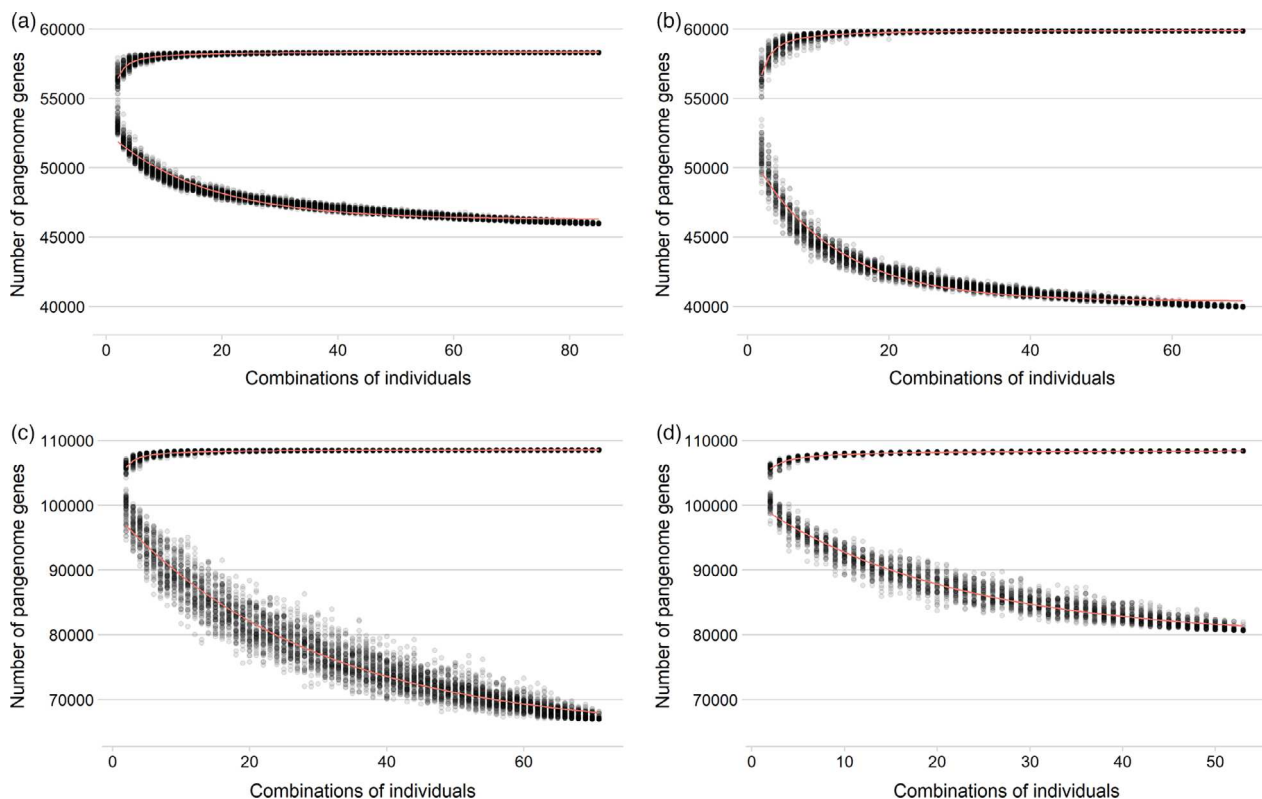 (a)
60000
55000
50000
45000
40000
Number of pangenome genes
0 20 40 60 80
Combinations of individuals
(b)
60000
55000
50000
45000
40000
Number of pangenome genes
0 20 40 60
Combinations of individuals
(c)
110000
100000
90000
80000
70000
Number of pangenome genes
0 20 40 60
Combinations of individuals
(d)
110000
100000
90000
80000
70000
Number of pangenome genes
0 10 20 30 40 50
Combinations of individuals